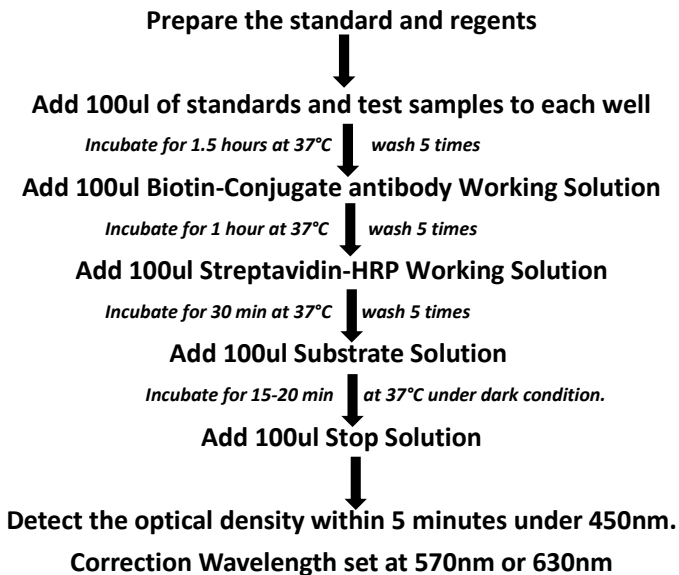 Prepare the standard and regents
Add 100ul of standards and test samples to each well
Incubate for 1.5 hours at 37°C wash 5 times
Add 100ul Biotin-Conjugate antibody Working Solution
Incubate for 1 hour at 37°C wash 5 times
Add 100ul Streptavidin-HRP Working Solution
Incubate for 30 min at 37°C wash 5 times
Add 100ul Substrate Solution
Incubate for 15-20 min at 37°C under dark condition.
Add 100ul Stop Solution
Detect the optical density within 5 minutes under 450nm.
Correction Wavelength set at 570nm or 630nm